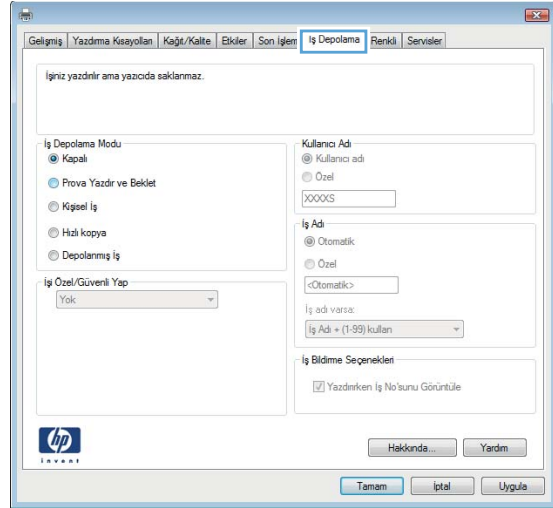 Gelişmiş Yazdırma Kısayolları Kağıt/Kalite Etkiler Son işlem İş Depolama Renkli Servisler
İşiniz yazdırılır ama yazıcıda saklanmaz.
İş Depolama Modu
Kapalı
Prova Yazdır ve Beklet
Kişisel İş
Hızlı kopya
Depolanmış İş
İşi Özel/Güvenli Yap
Yok
Kullanıcı Adı
Kullanıcı adı
Özel
XXXXS
İş Adı
Otomatik
Özel
<Otomatik>
İş adı varsa:
İş Adı + (1-99) kullan
İş Bildirme Seçenekleri
Yazdırırken İş No'sunu Görüntüle
hp
invent
Hakkında... Yardım
Tamam İptal Uygula